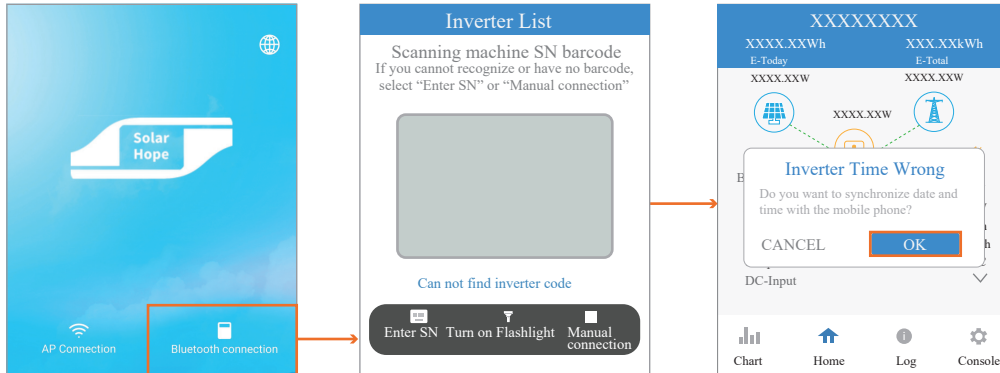 Solar
Hope
AP Connection
Bluetooth connection
Inverter List
Scanning machine SN barcode
If you cannot recognize or have no barcode,
select “Enter SN” or “Manual connection”
Can not find inverter code
Enter SN
Turn on Flashlight
Manual
connection
XXXXXXXX
XXXX.XXWh
XXX.XXkWh
E-Today
E-Total
XXXX.XXW
XXXX.XXW
XXXX.XXW
Inverter Time Wrong
Do you want to synchronize date and
time with the mobile phone?
CANCEL
OK
DC-Input
Chart
Home
Log
Console